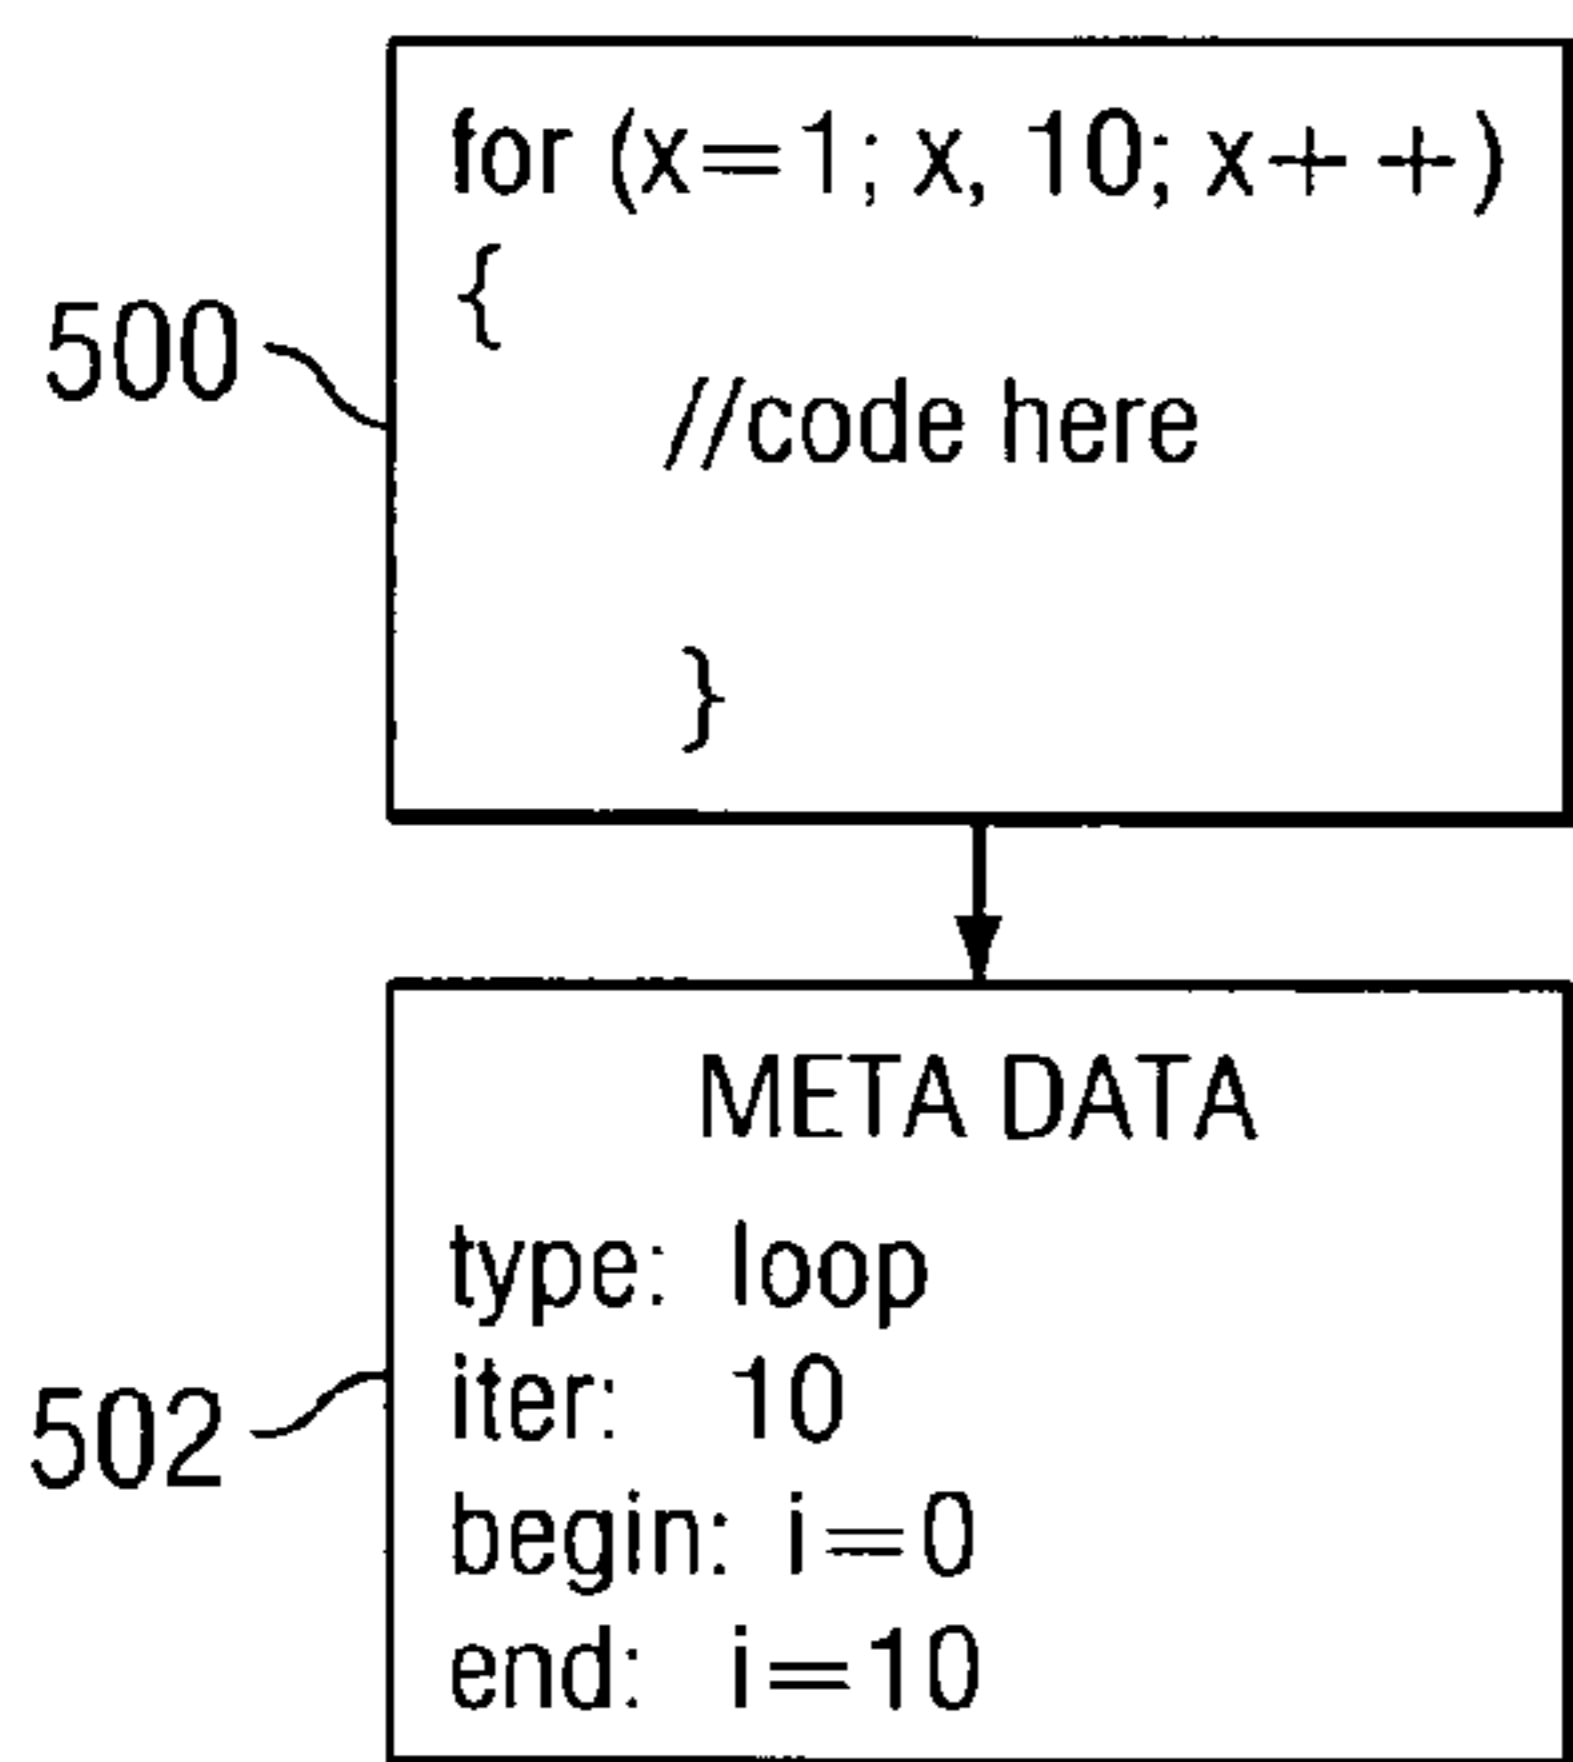 for (x=1; x, 10; x++)
{
500
//code here
}
META DATA
type: loop
iter: 10
502
begin: i=0
end: i=10